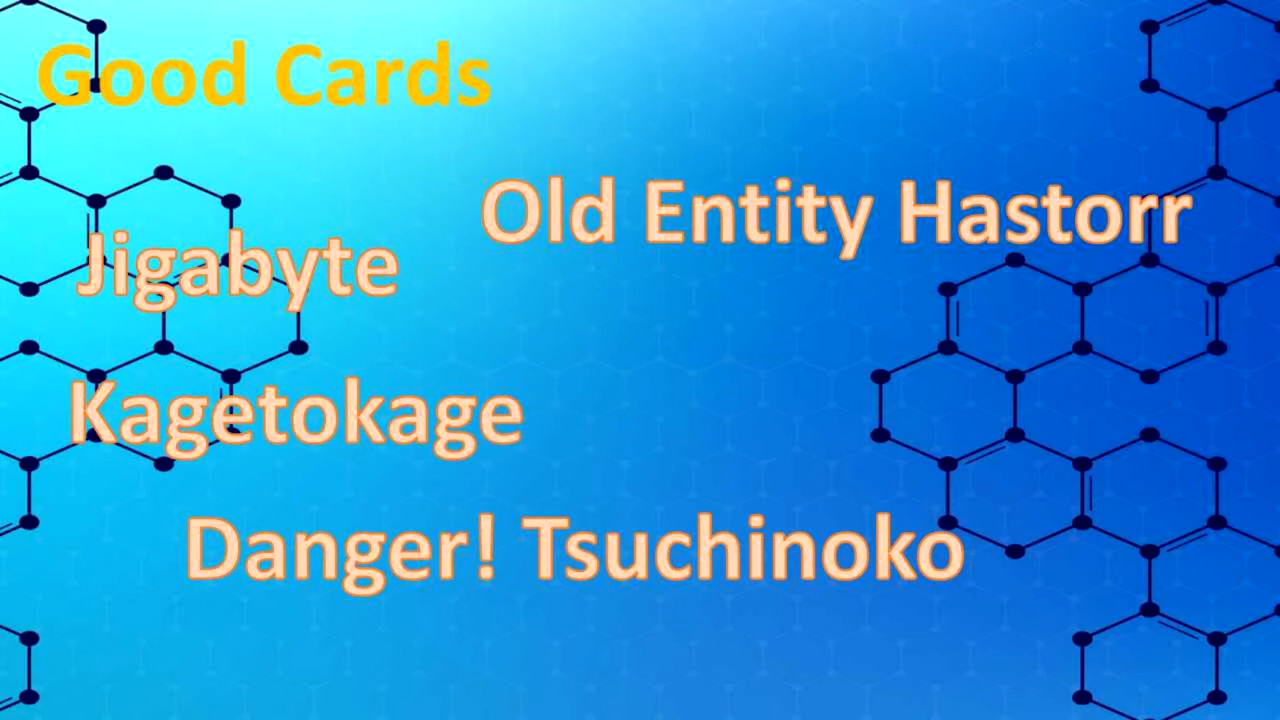 Good Cards
Old Entity Hastorr
Jigabyte
Kagetokage
Danger! Tsuchinoko